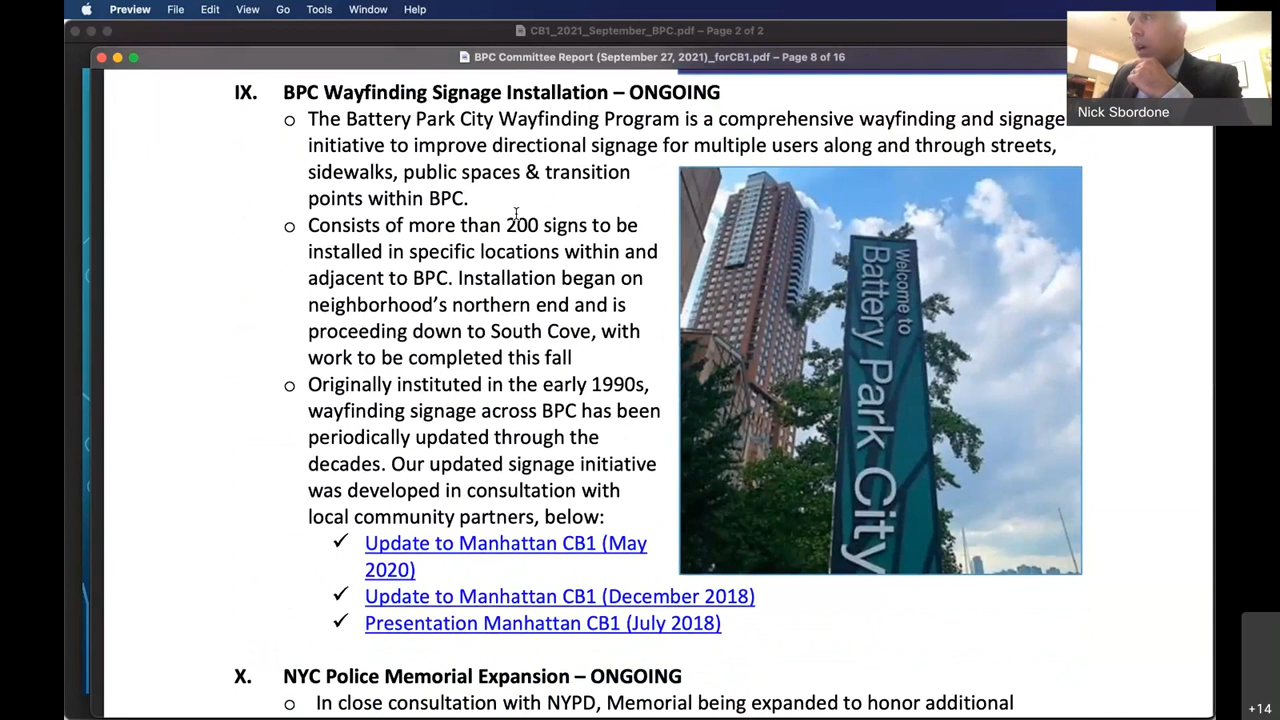 Preview File Edit View Go Tools Window Help
CB1_2021_September_BPC.pdf – Page 2 of 2
BPC Committee Report (September 27, 2021)_forCB1.pdf – Page 8 of 16
Nick Sbordone
IX. BPC Wayfinding Signage Installation – ONGOING
o The Battery Park City Wayfinding Program is a comprehensive wayfinding and signage
initiative to improve directional signage for multiple users along and through streets,
sidewalks, public spaces & transition
points within BPC.
o Consists of more than 200 signs to be
installed in specific locations within and
adjacent to BPC. Installation began on
neighborhood’s northern end and is
proceeding down to South Cove, with
work to be completed this fall
o Originally instituted in the early 1990s,
wayfinding signage across BPC has been
periodically updated through the
decades. Our updated signage initiative
was developed in consultation with
local community partners, below:
✓ Update to Manhattan CB1 (May
2020)
✓ Update to Manhattan CB1 (December 2018)
✓ Presentation Manhattan CB1 (July 2018)
Welcome to
Battery Park City
X. NYC Police Memorial Expansion – ONGOING
o In close consultation with NYPD, Memorial being expanded to honor additional
+14